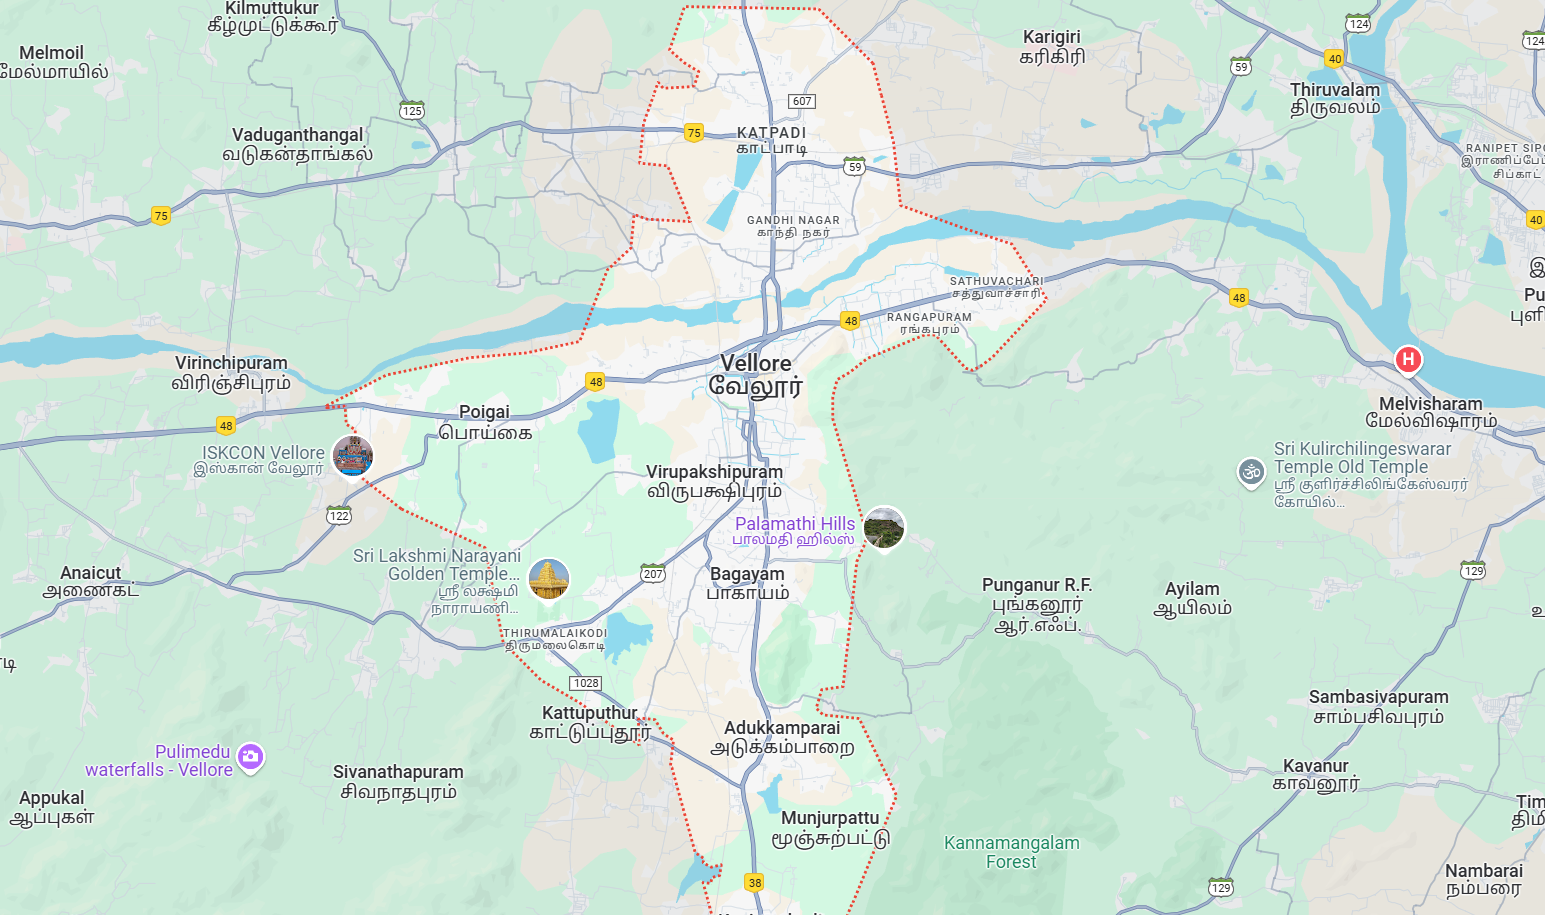 Kilmuttukur
கீழ்முட்டுக்கூர்
124
Karigiri
கரிகிரி
40
124
Melmoil
மேல்மாயில்
59
Thiruvalam
திருவலம்
125
607
Vaduganthangal
வடுகன்தாங்கல்
75
KATPADI
காட்பாடி
59
RANIPET SIPC
இராணிப்பேட்
சிப்காட்
75
GANDHI NAGAR
காந்தி நகர்
40
SATHUVACHARI
சத்துவாச்சாரி
48
Pu
புளி
RANGAPURAM
ரங்கபுரம்
48
Virinchipuram
விரிஞ்சிபுரம்
Vellore
வேலூர்
H
48
Poigai
பொய்கை
Melvisharam
மேல்விஷாரம்
48
ISKCON Vellore
இஸ்கான் வேலூர்
Virupakshipuram
விருபக்ஷிபுரம்
Sri Kulirchilingeswarar
Temple Old Temple
ஸ்ரீ குளிர்ச்சிலிங்கேஸ்வரர்
கோயில்...
122
Palamathi Hills
பாலமதி ஹில்ஸ்
Sri Lakshmi Narayani
Golden Temple...
ஸ்ரீ லக்ஷ்மி
நாராயணி...
Anaicut
அணைகட்
207
Bagayam
பாகாயம்
129
Punganur R.F.
புங்கனூர்
ஆர்.எஃப்.
Ayilam
ஆயிலம்
THIRUMALAIKODI
திருமலைகொடி
1028
Kattuputhur
காட்டுப்புதூர்
Adukkamparai
அடுக்கம்பாறை
Sambasivapuram
சாம்பசிவபுரம்
Pulimedu
waterfalls - Vellore
Sivanathapuram
சிவநாதபுரம்
Kavanur
காவனூர்
Appukal
ஆப்புகள்
Munjurpattu
மூஞ்சுற்பட்டு
Tim
திமி
Kannamangalam
Forest
38
129
Nambarai
நம்பரை